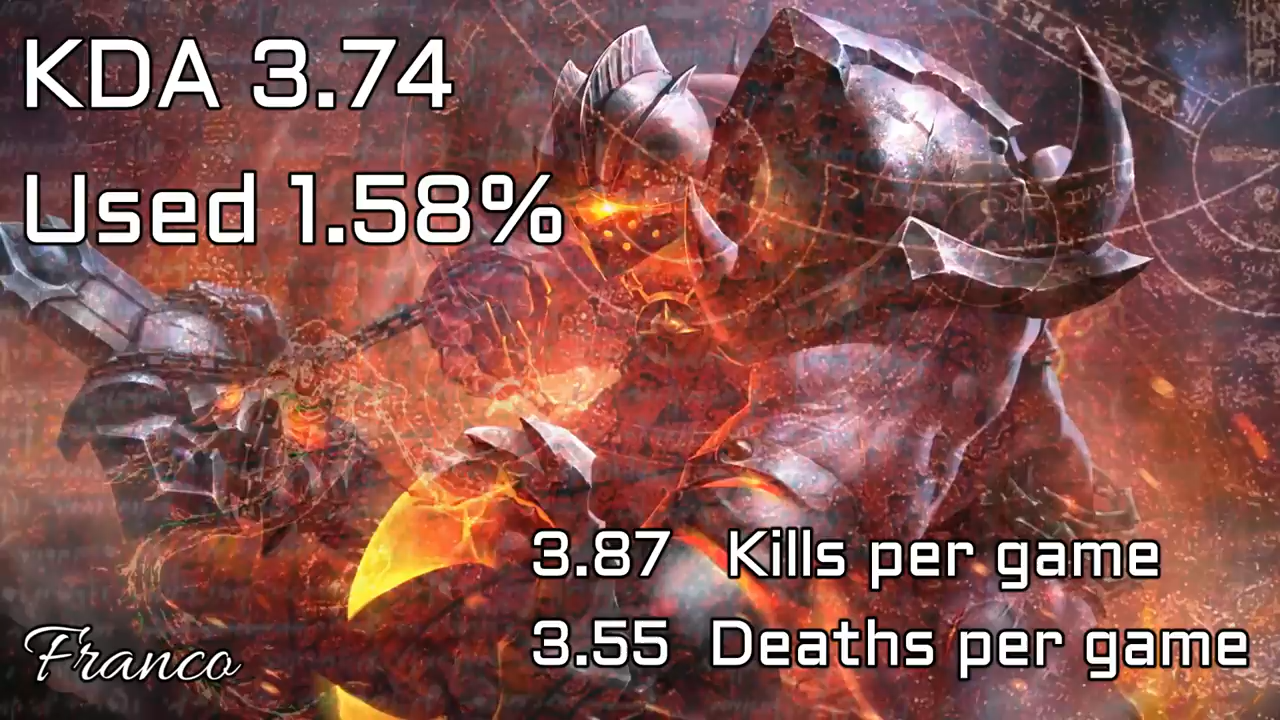 KDA 3.74
Used 1.58%
3.87 Kills per game
3.55 Deaths per game
Franco